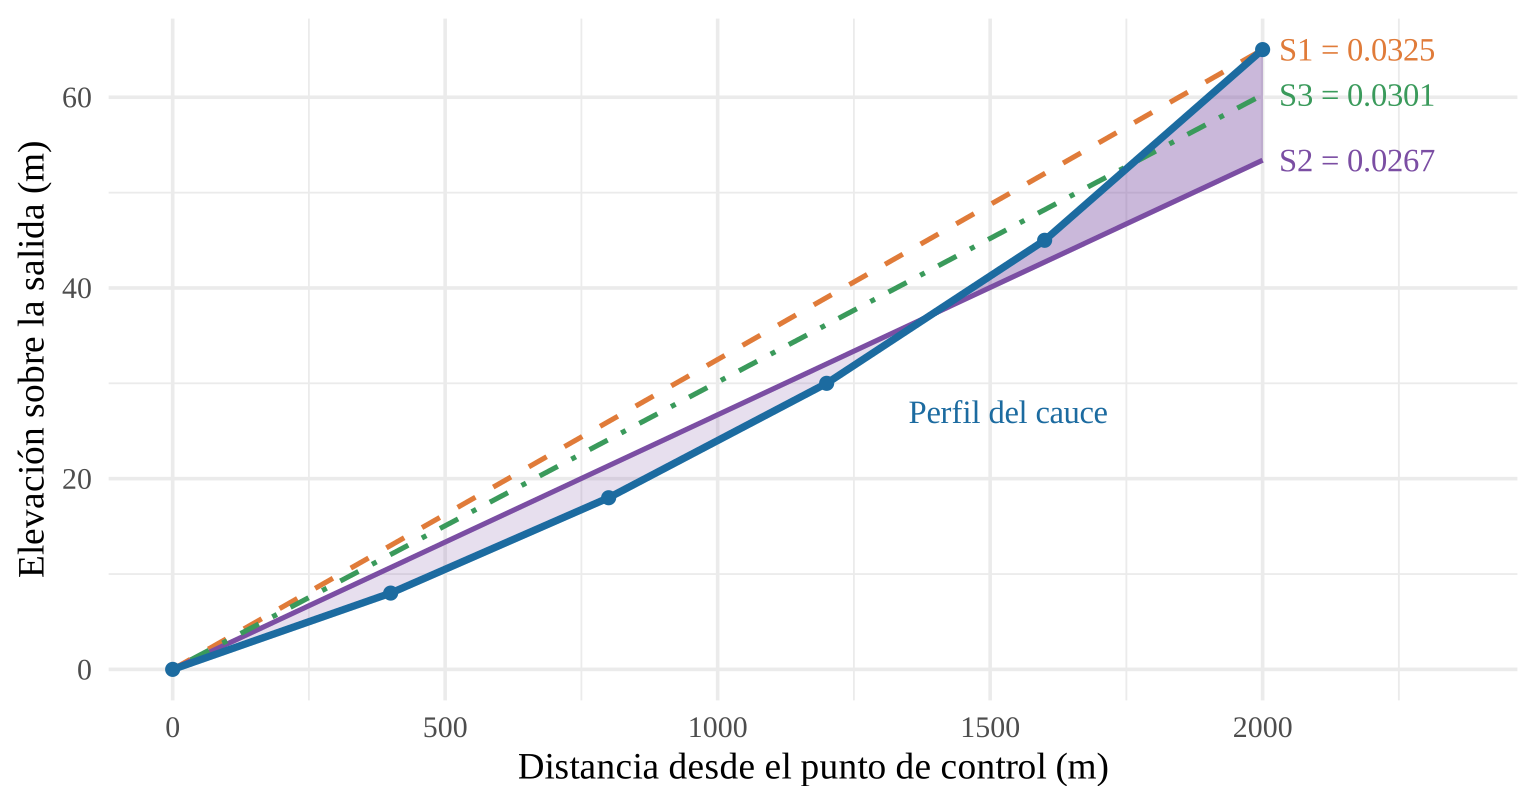 S1 = 0.0325
S3 = 0.0301
S2 = 0.0267
Perfil del cauce
60
40
20
0
0 500 1000 1500 2000
Distancia desde el punto de control (m)
Elevación sobre la salida (m)